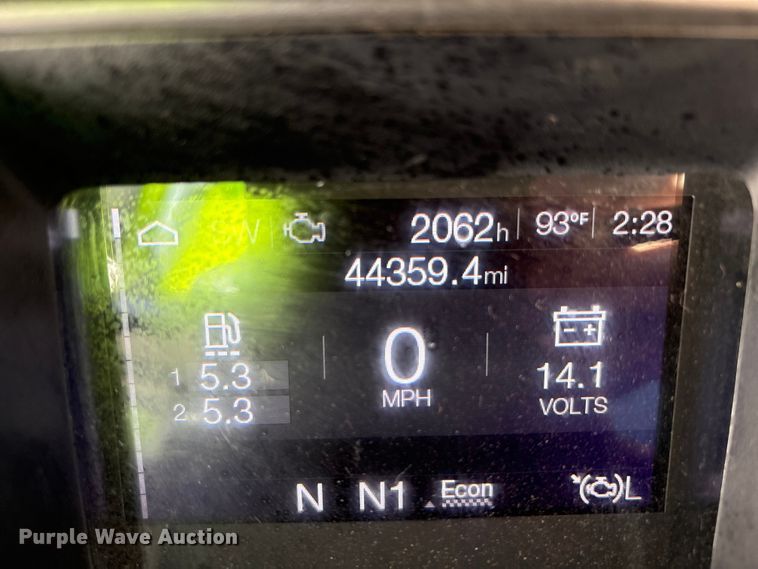 SW 2062h 93°F 2:28
44359.4mi
1 5.3
2 5.3
0
MPH
14.1
VOLTS
N N1 Econ L
Purple Wave Auction